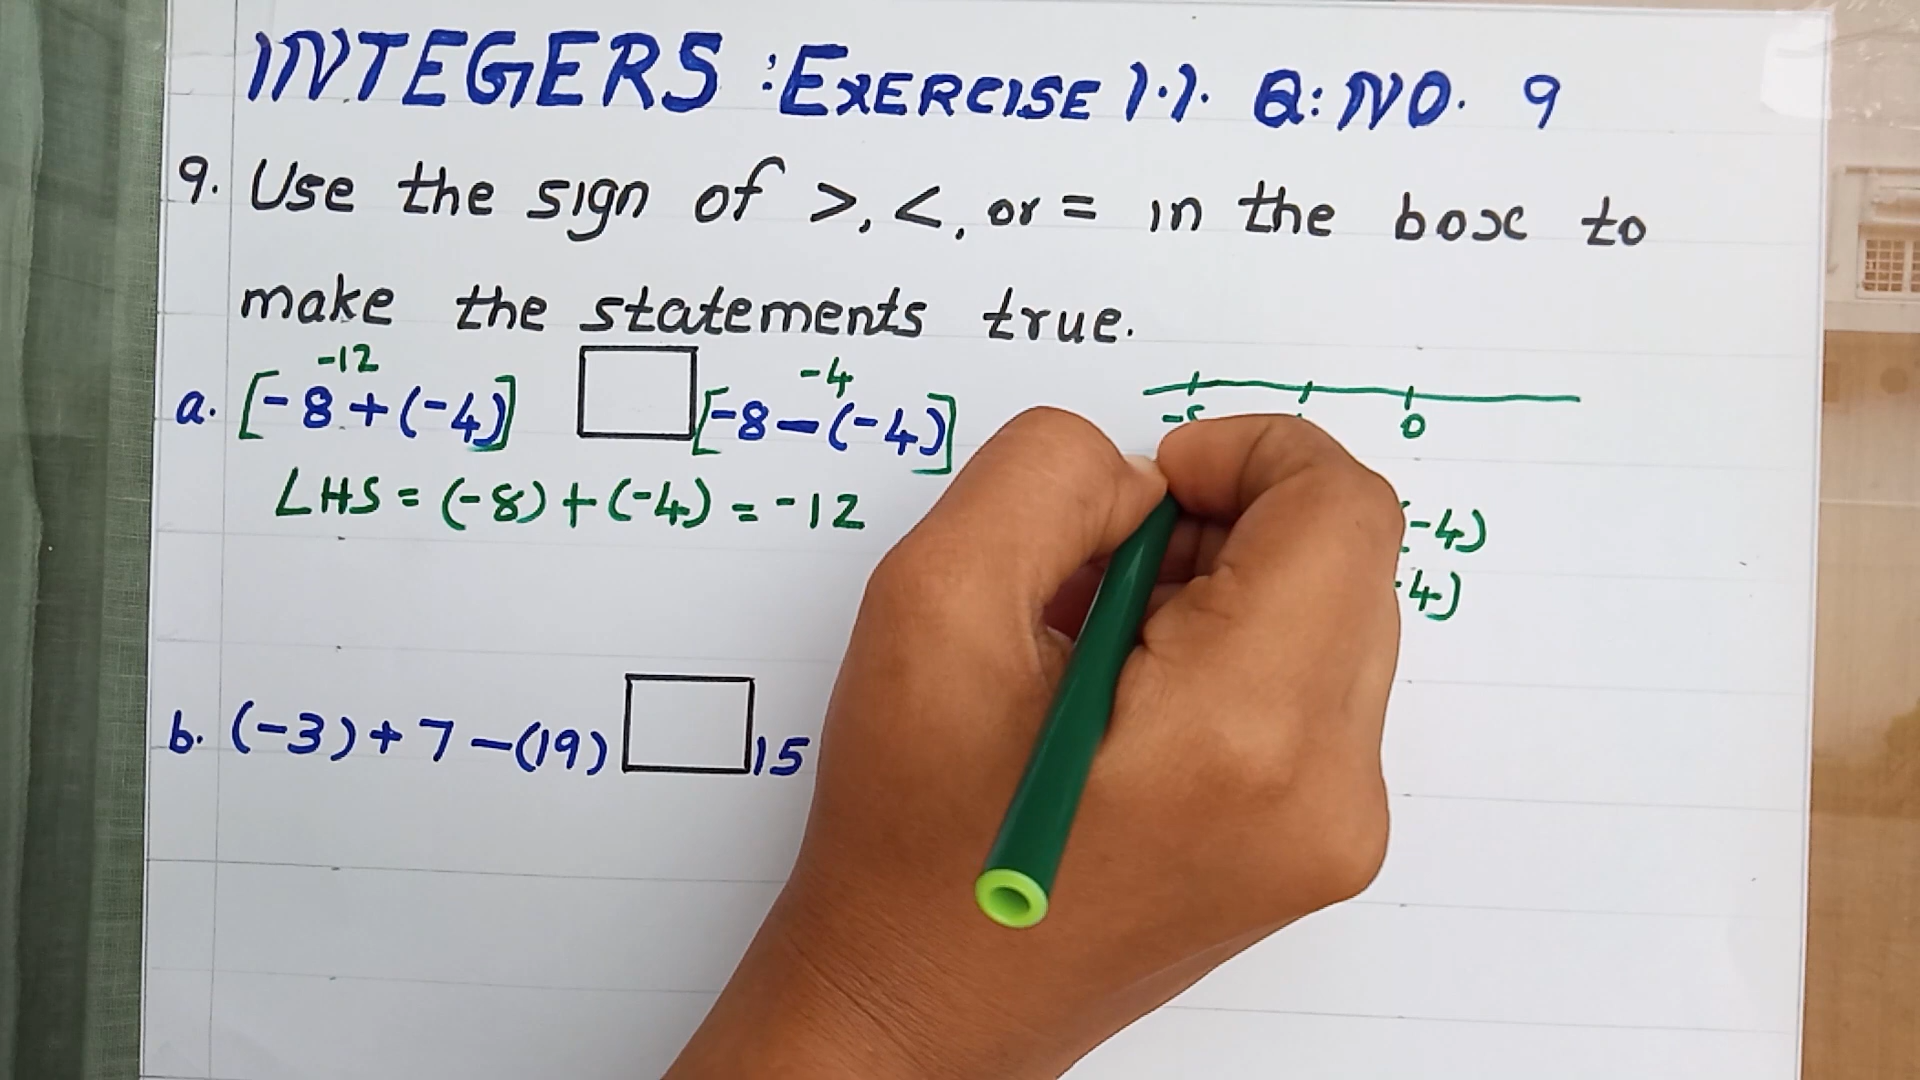 INTEGERS : EXERCISE 1.1. Q: NO. 9
9. Use the sign of >, <, or = in the box to
make the statements true.
-12 -4
a. [-8+(-4)] [-8-(-4)]
0
LHS = (-8)+(-4) = -12
(-4)
4)
b. (-3)+7-(19) 15